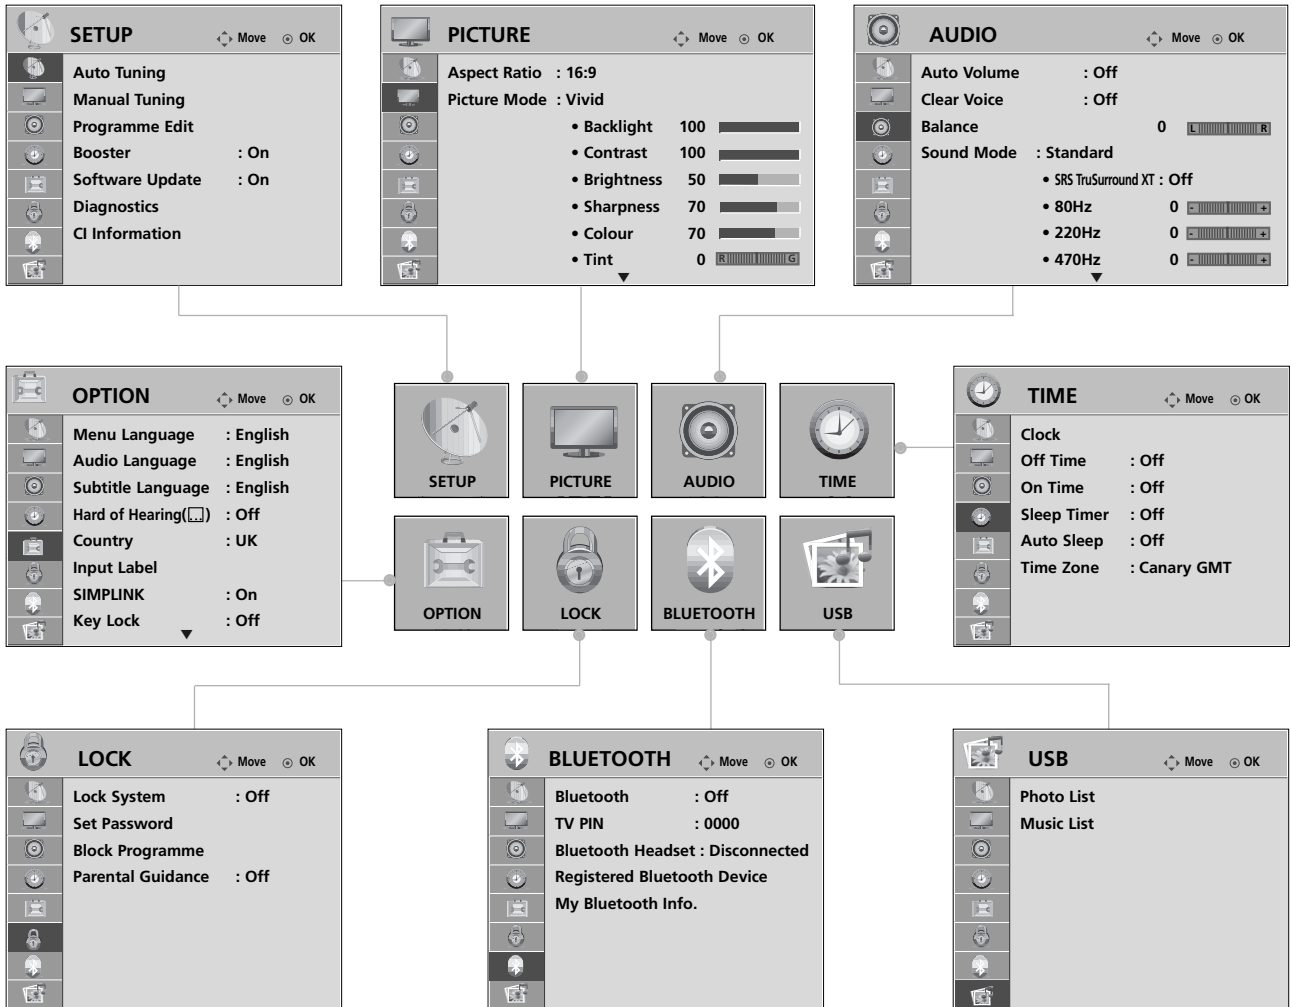 SETUP Move OK
Auto Tuning
Manual Tuning
Programme Edit
Booster : On
Software Update : On
Diagnostics
CI Information
PICTURE Move OK
Aspect Ratio : 16:9
Picture Mode : Vivid
• Backlight 100
• Contrast 100
• Brightness 50
• Sharpness 70
• Colour 70
• Tint 0 R G
AUDIO Move OK
Auto Volume : Off
Clear Voice : Off
Balance 0 L R
Sound Mode : Standard
• SRS TruSurround XT : Off
• 80Hz 0 - +
• 220Hz 0 - +
• 470Hz 0 - +
OPTION Move OK
Menu Language : English
Audio Language : English
Subtitle Language : English
Hard of Hearing( ) : Off
Country : UK
Input Label
SIMPLINK : On
Key Lock : Off
SETUP
PICTURE
AUDIO
TIME
OPTION
LOCK
BLUETOOTH
USB
TIME Move OK
Clock
Off Time : Off
On Time : Off
Sleep Timer : Off
Auto Sleep : Off
Time Zone : Canary GMT
LOCK Move OK
Lock System : Off
Set Password
Block Programme
Parental Guidance : Off
BLUETOOTH Move OK
Bluetooth : Off
TV PIN : 0000
Bluetooth Headset : Disconnected
Registered Bluetooth Device
My Bluetooth Info.
USB Move OK
Photo List
Music List